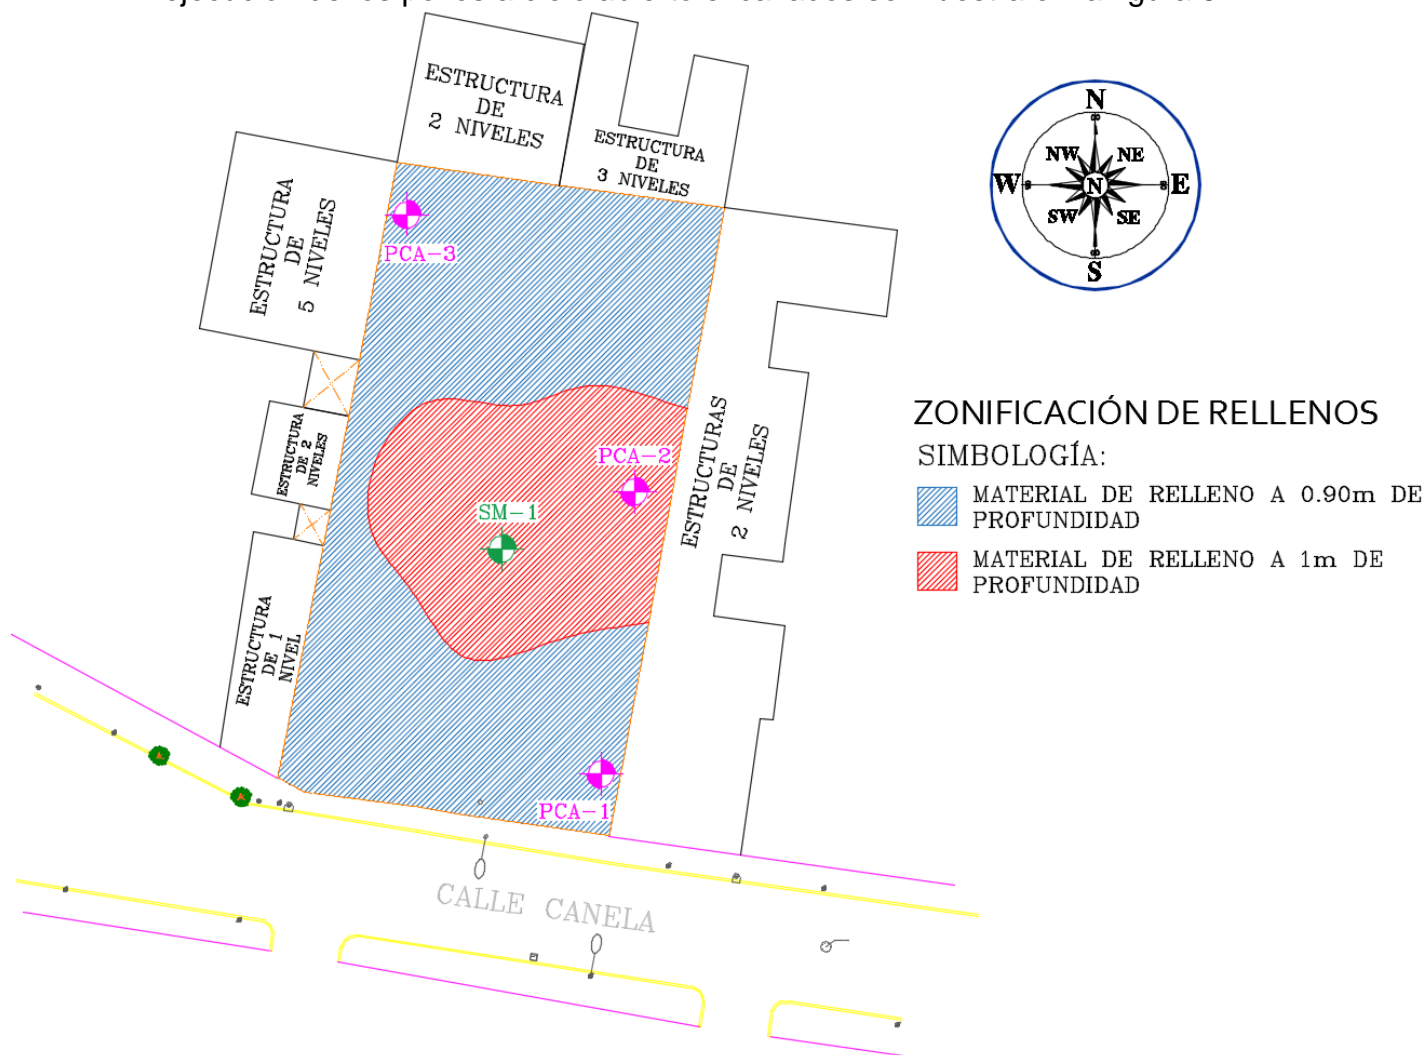 ESTRUCTURA
DE
2 NIVELES
ESTRUCTURA
DE
3 NIVELES
ESTRUCTURA
DE
5 NIVELES
PCA-3
N
NW
NE
W
N
E
SW
SE
S
ESTRUCTURA
DE 2
NIVELES
ESTRUCTURAS
DE
2 NIVELES
PCA-2
SM-1
ZONIFICACIÓN DE RELLENOS
SIMBOLOGÍA:
MATERIAL DE RELLENO A 0.90m DE
PROFUNDIDAD
MATERIAL DE RELLENO A 1m DE
PROFUNDIDAD
ESTRUCTURA
DE 1
NIVEL
PCA-1
CALLE CANELA